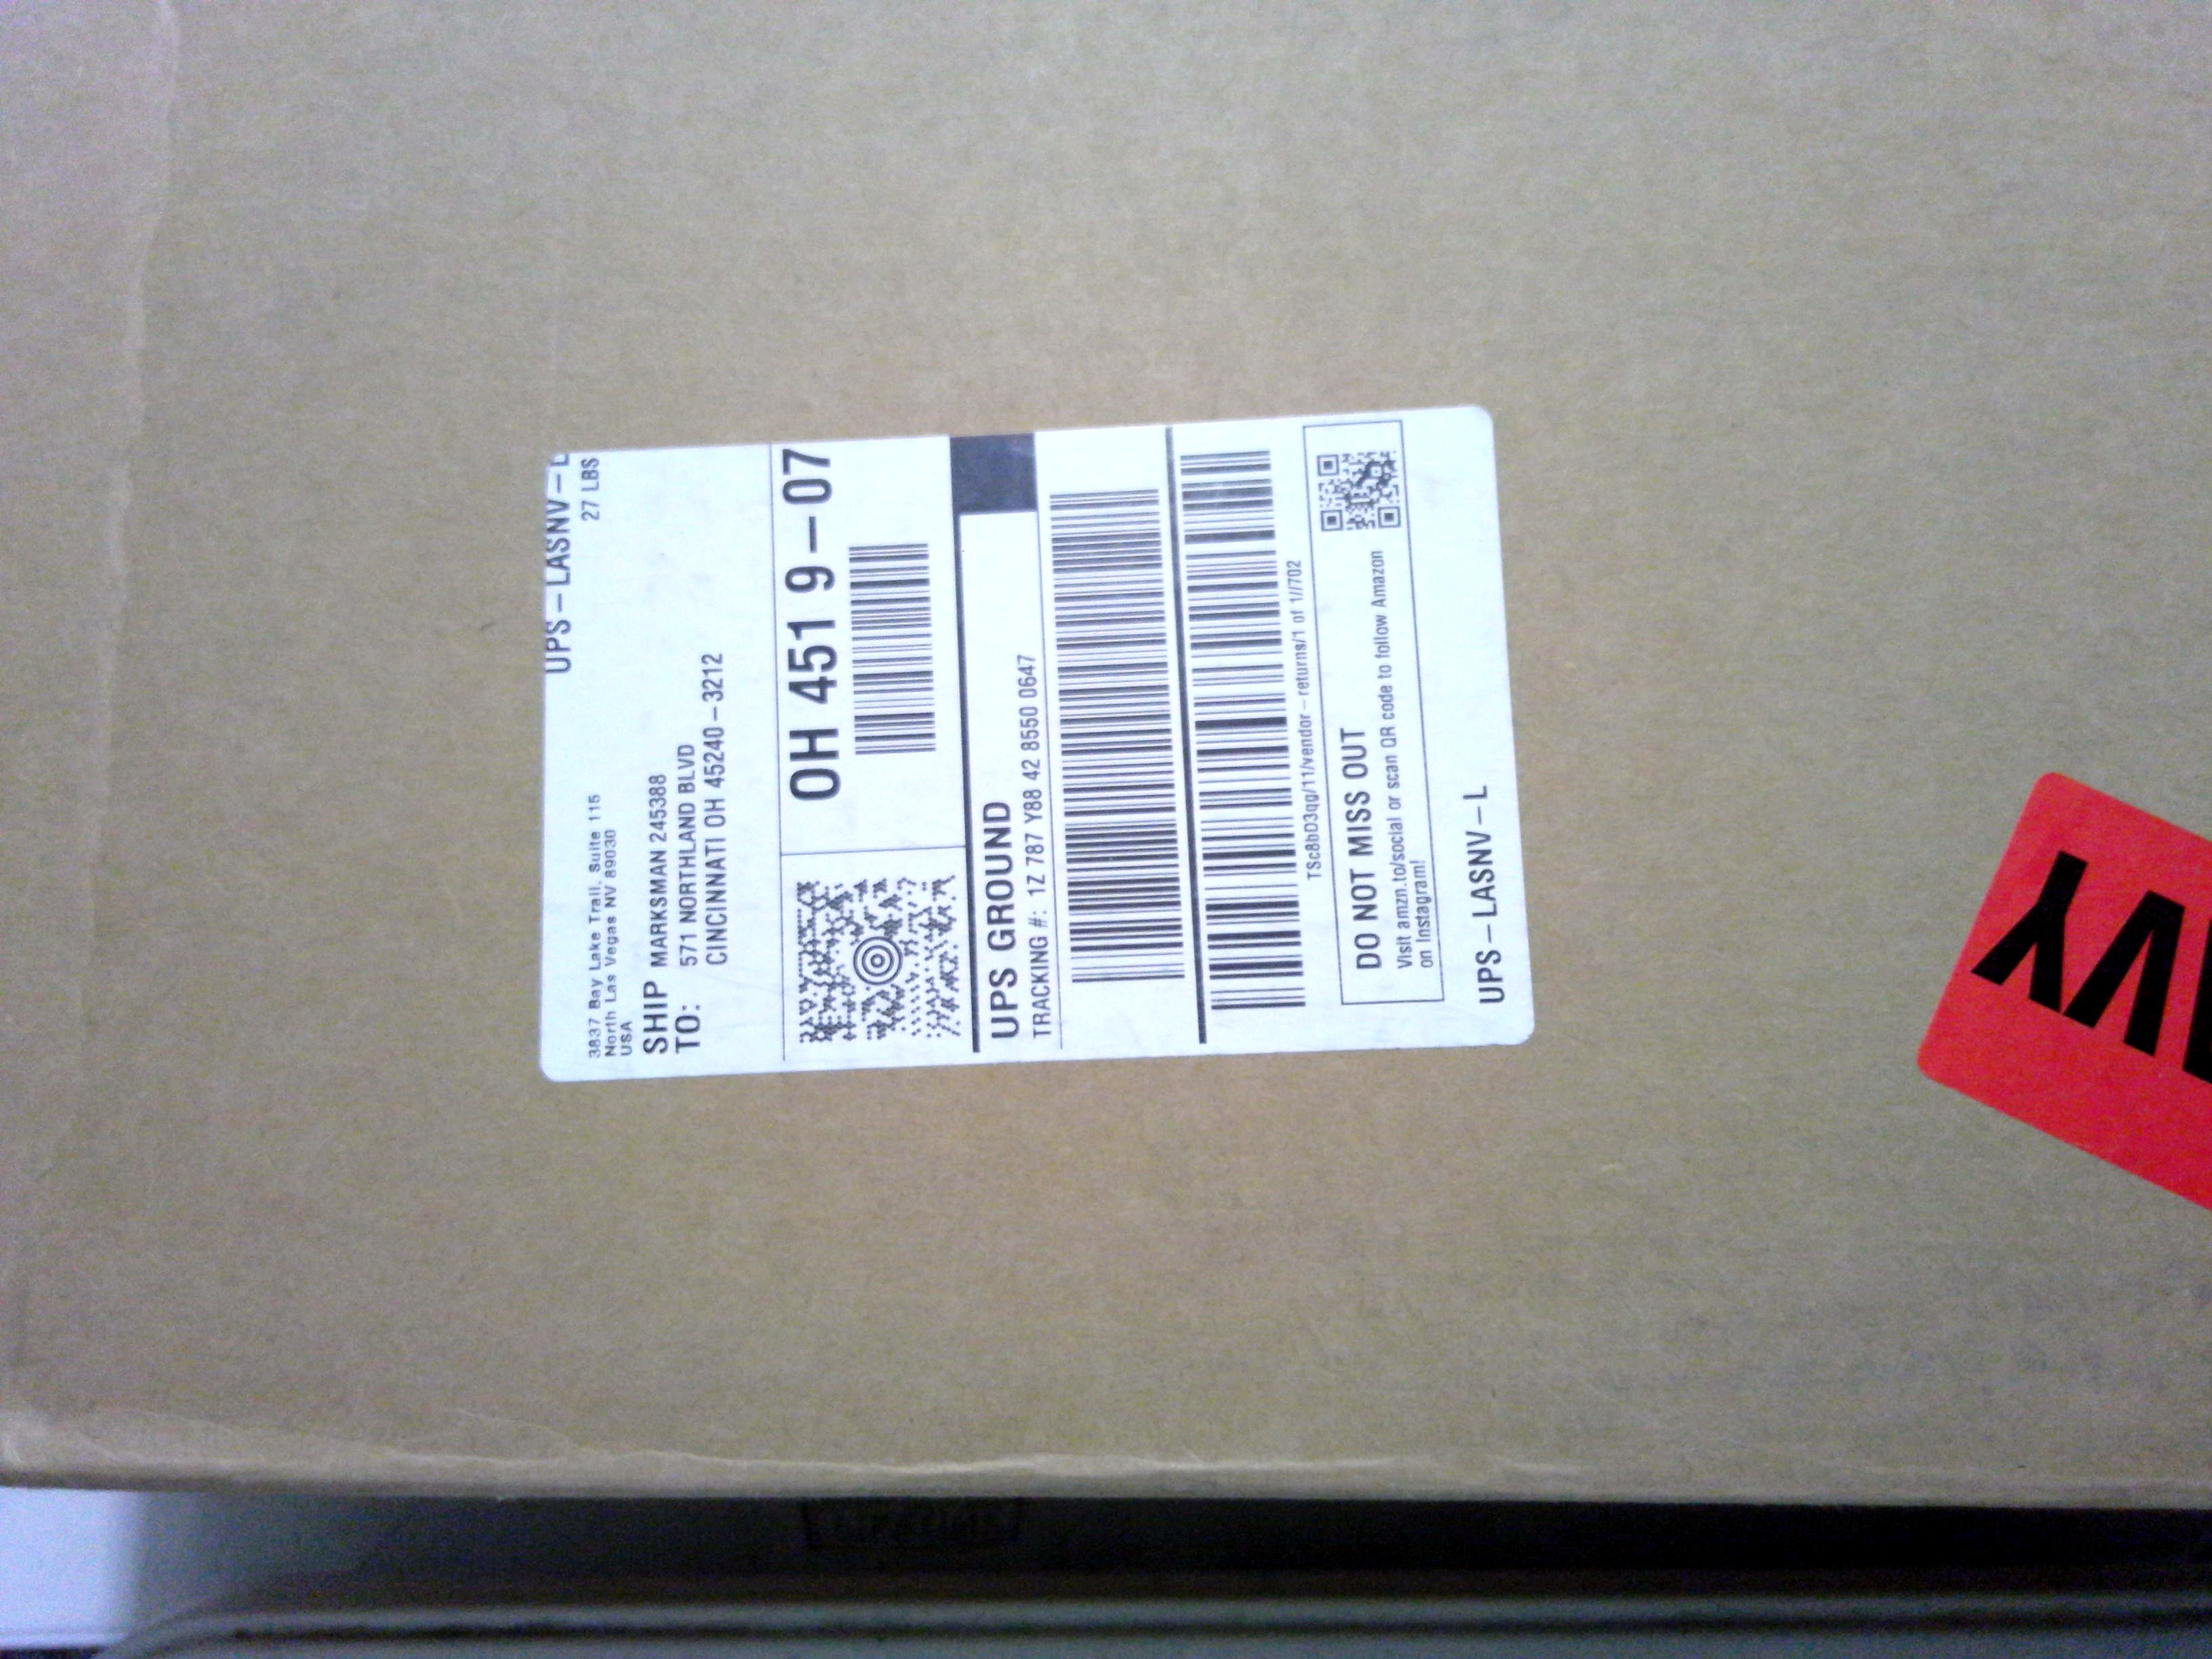 UPS-LASNV-L
27 LBS
3837 Bay Lake Trail, Suite 115
North Las Vegas NV 89030
USA
SHIP TO: MARKSMAN 245388
571 NORTHLAND BLVD
CINCINNATI OH 45240-3212
OH 451 9-07
UPS GROUND
TRACKING #: 1Z 787 Y88 42 8550 0647
TSc8bD3qg/11/vendor-returns/1 of 1//702
DO NOT MISS OUT
Visit amzn.to/social or scan QR code to follow Amazon
on Instagram!
UPS-LASNV-L